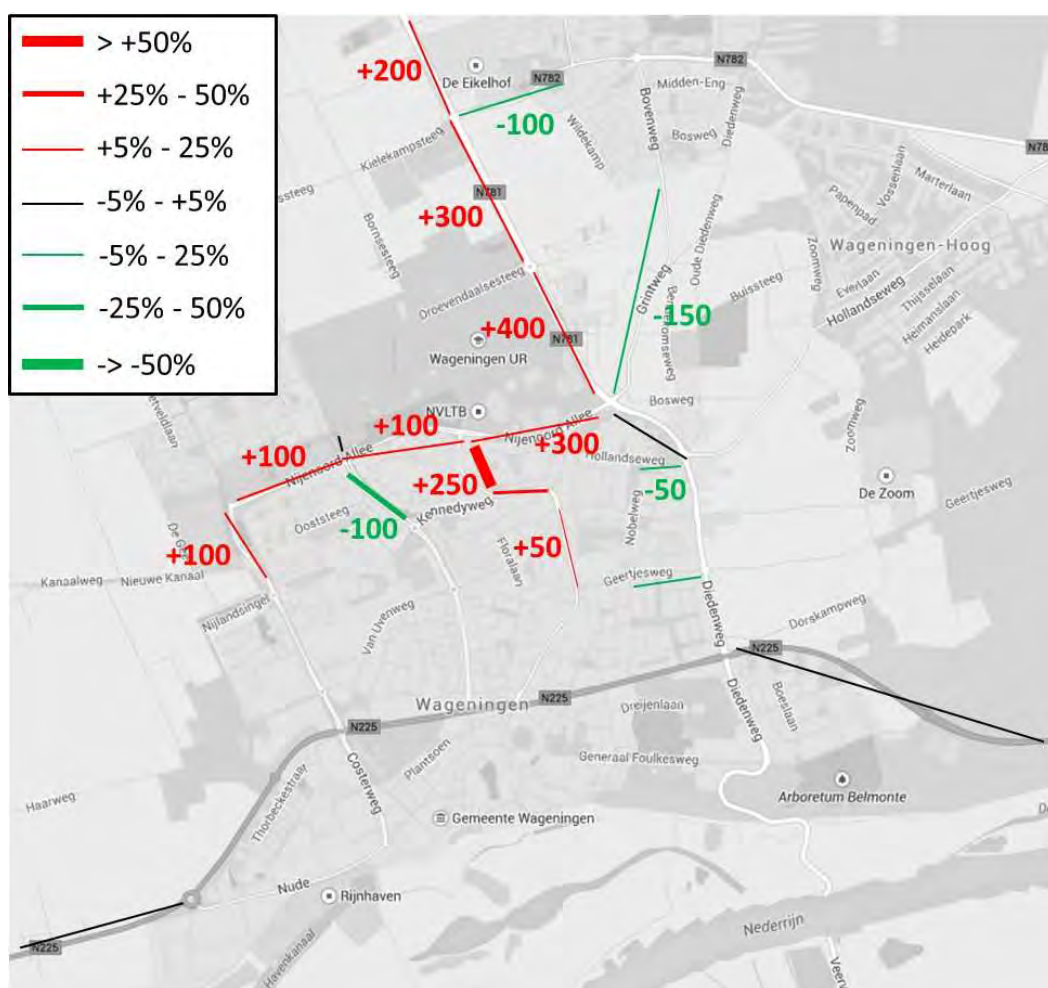 > +50%
+25% - 50%
+5% - 25%
-5% - +5%
-5% - 25%
-25% - 50%
-> -50%
+200
De Eikelhof
N782
N782
Midden-Eng
-100
Wildekamp
Bovenweg
Bosweg
Diedenweg
Kielekampsteeg
Marterlaan
Vossenlaan
Papenpad
N781
+300
Bornsesteeg
Wageningen-Hoog
Oude Diedenweg
Zoomweg
Everlaan
Thijsselaan
Hollandseweg
Heimanslaan
Heidepark
Droevendaalsesteeg
Grintweg
Buissteeg
-150
+400
N781
Wageningen UR
Bosweg
NVLTB
+100
Nijenoord Allee
+300
Zoomweg
+100
Nijenoord Allee
Hollandseweg
-50
De Zoom
Geertjesweg
+250
Kennedyweg
Nobelweg
Ooststeeg
-100
+50
Floralaan
+100
Kanaalweg
Nieuwe Kanaal
Geertjesweg
Diedenweg
Nijlandsingel
Van Uvenweg
Dorskampweg
N225
Wageningen
N225
Dreijenlaan
Diedenweg
Boeslaan
N225
Plantsoen
Generaal Foulkesweg
Costerweg
Thorbeckestraat
Haarweg
Arboretum Belmonte
Gemeente Wageningen
Nude
Rijnhaven
Nederrijn
N225
Havenkanaal